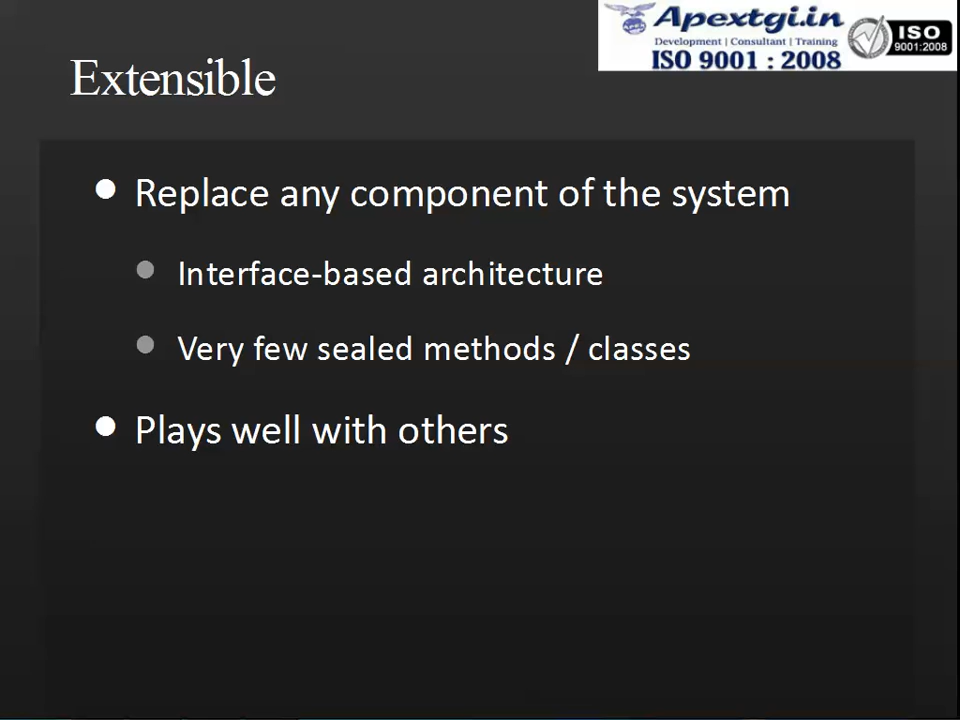 Apextgi.in
Development | Consultant | Training
ISO 9001 : 2008
ISO
9001:2008
Extensible
Replace any component of the system
Interface-based architecture
Very few sealed methods / classes
Plays well with others